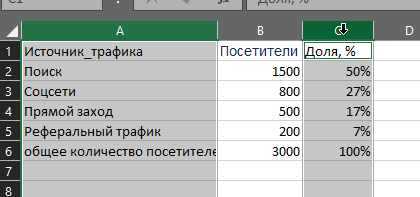 C1
Доля, %
A B C D
1 Источник_трафика Посетители Доля, %
2 Поиск 1500 50%
3 Соцсети 800 27%
4 Прямой заход 500 17%
5 Реферальный трафик 200 7%
6 общее количество посетителе 3000 100%
7
8